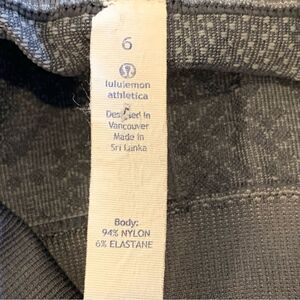 6
lululemon
athletica
Designed in
Vancouver
Made in
Sri Lanka
Body:
94% NYLON
6% ELASTANE